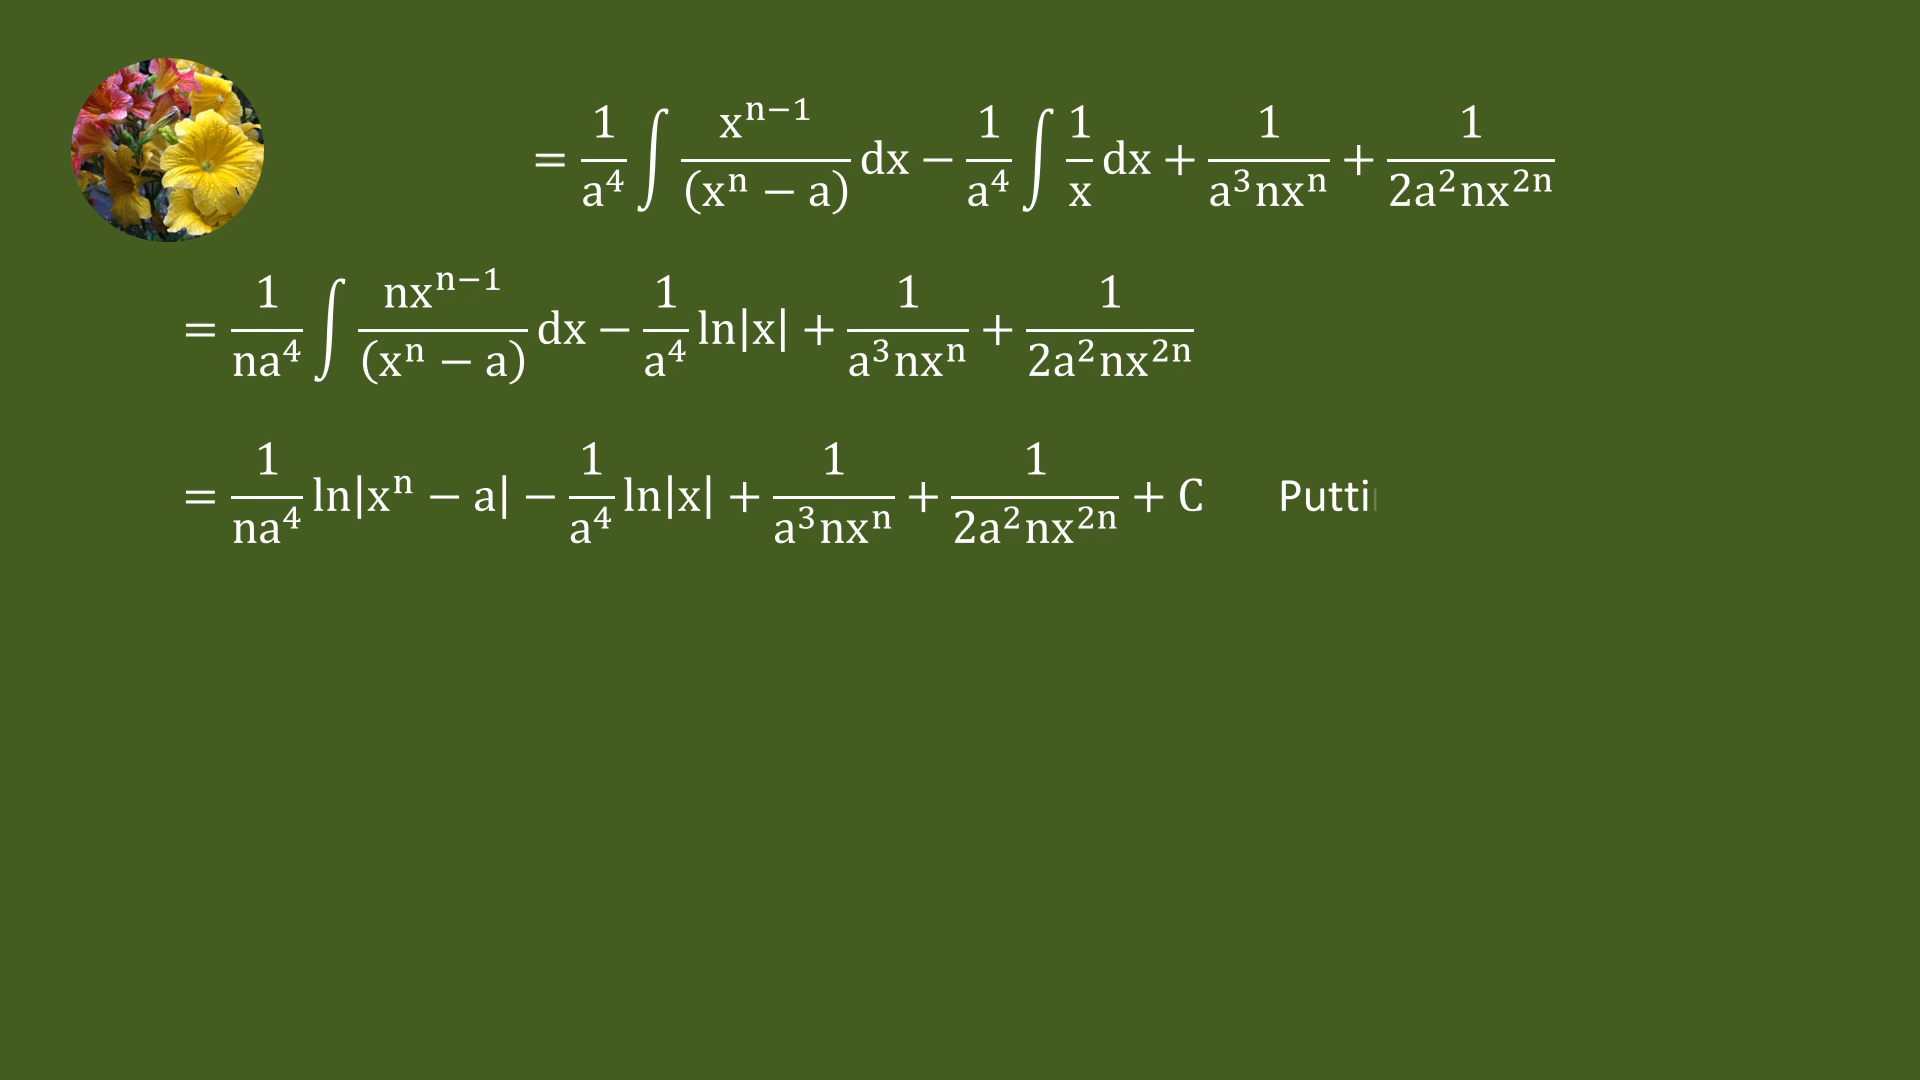 = 1/a⁴ ∫ xⁿ⁻¹/(xⁿ − a) dx − 1/a⁴ ∫ 1/x dx + 1/a³nxⁿ + 1/2a²nx²ⁿ
= 1/na⁴ ∫ nxⁿ⁻¹/(xⁿ − a) dx − 1/a⁴ ln|x| + 1/a³nxⁿ + 1/2a²nx²ⁿ
= 1/na⁴ ln|xⁿ − a| − 1/a⁴ ln|x| + 1/a³nxⁿ + 1/2a²nx²ⁿ + C Putti